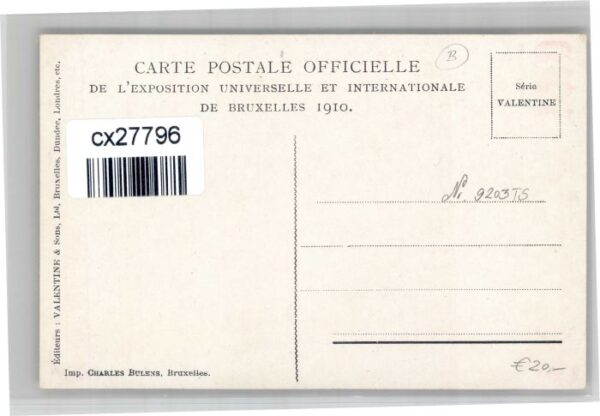 B
CARTE POSTALE OFFICIELLE
DE L'EXPOSITION UNIVERSELLE ET INTERNATIONALE
DE BRUXELLES 1910.
Série
VALENTINE
cx27796
Nr. 9203TS
Éditeurs : VALENTINE & Sons, Ltd, Bruxelles, Dundee, Londres, etc.
Imp. CHARLES BULENS, Bruxelles.
€20,-